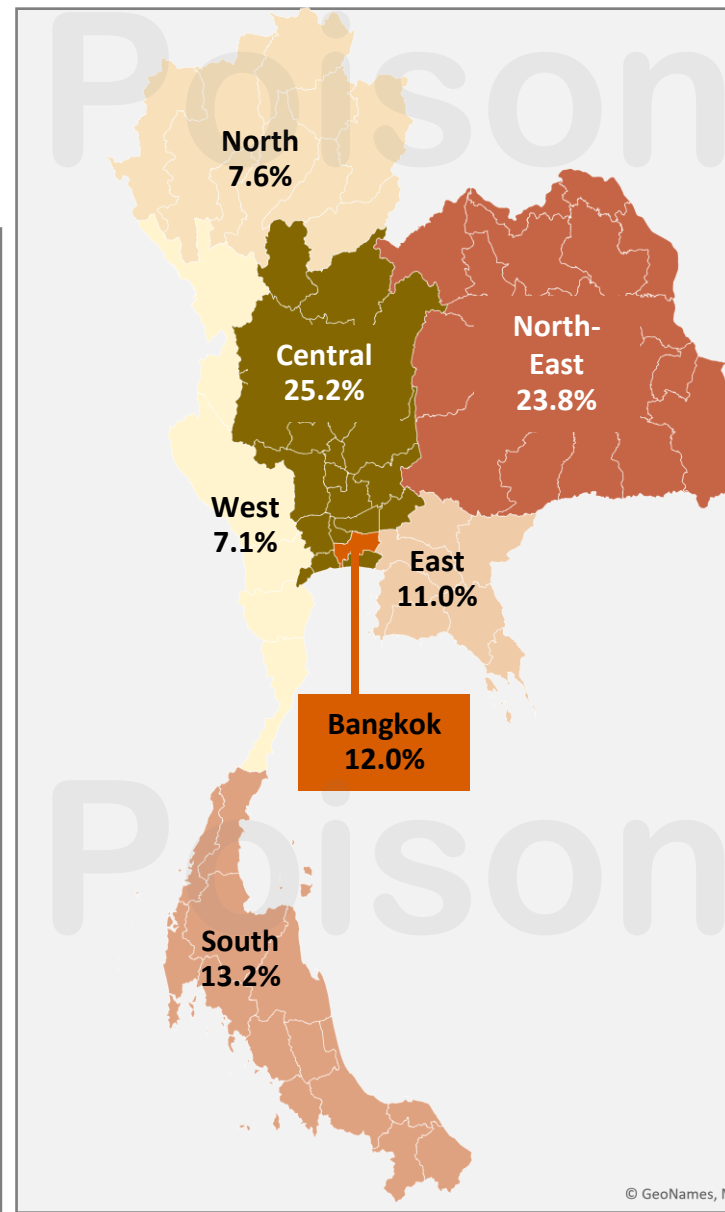 Poison
North
7.6%
North-
East
23.8%
Central
25.2%
West
7.1%
East
11.0%
Bangkok
12.0%
Poison
South
13.2%
© GeoNames,